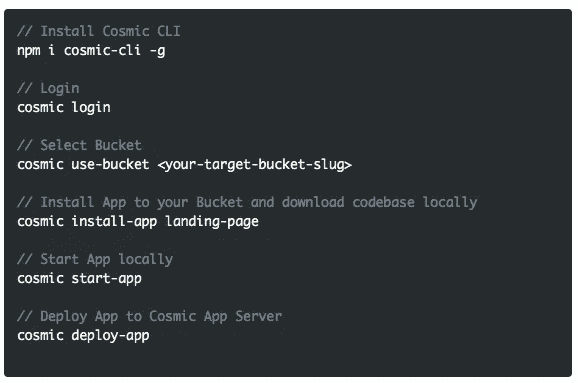 // Install Cosmic CLI
npm i cosmic-cli -g
// Login
cosmic login
// Select Bucket
cosmic use-bucket <your-target-bucket-slug>
// Install App to your Bucket and download codebase locally
cosmic install-app landing-page
// Start App locally
cosmic start-app
// Deploy App to Cosmic App Server
cosmic deploy-app